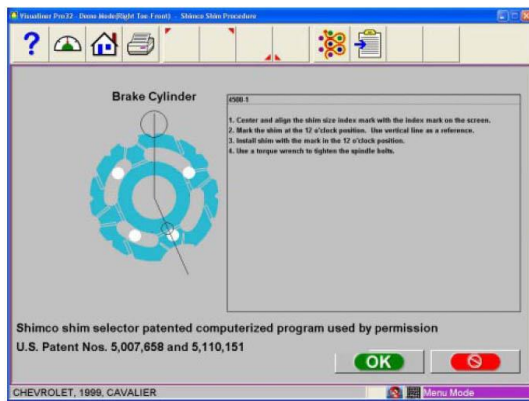 Visualiner Pro32 - Demo Mode(Right Toe-Front) - Shimco Shim Procedure
Brake Cylinder
4508-1
1. Center and align the shim size index mark with the index mark on the screen.
2. Mark the shim at the 12 o'clock position. Use vertical line as a reference.
3. Install shim with the mark in the 12 o'clock position.
4. Use a torque wrench to tighten the spindle bolts.
Shimco shim selector patented computerized program used by permission
U.S. Patent Nos. 5,007,658 and 5,110,151
OK
CHEVROLET, 1999, CAVALIER
Menu Mode